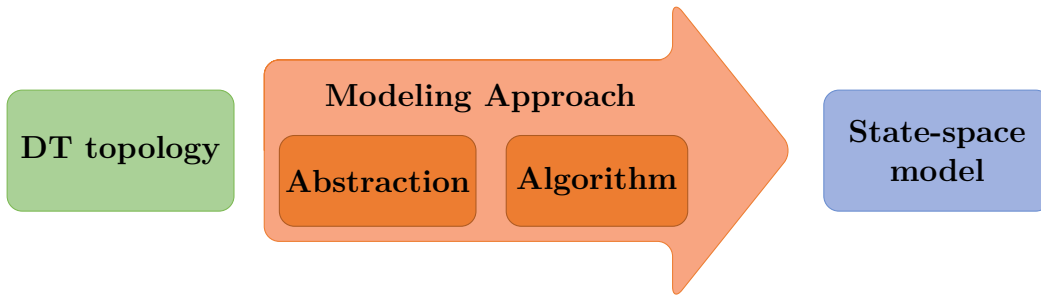 DT topology
Modeling Approach
Abstraction
Algorithm
State-space
model